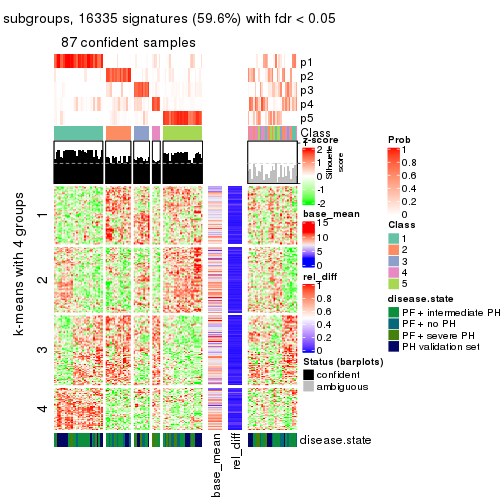 subgroups, 16335 signatures (59.6%) with fdr < 0.05
87 confident samples
p1
p2
p3
p4
p5
Class
1
2
3
4
k-means with 4 groups
base_mean
rel_diff
disease.state
z-score
2
1
0
-1
-2
Silhouette
score
base_mean
15
10
5
0
rel_diff
1
0.8
0.6
0.4
0.2
0
Status (barplots)
confident
ambiguous
Prob
1
0.8
0.6
0.4
0.2
0
Class
1
2
3
4
5
disease.state
PF + intermediate PH
PF + no PH
PF + severe PH
PH validation set